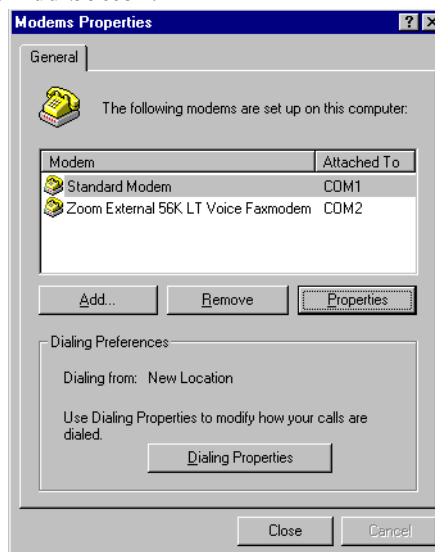 Modems Properties
General
The following modems are set up on this computer:
Modem Attached To
Standard Modem COM1
Zoom External 56K LT Voice Faxmodem COM2
Add... Remove Properties
Dialing Preferences
Dialing from: New Location
Use Dialing Properties to modify how your calls are
dialed.
Dialing Properties
Close Cancel